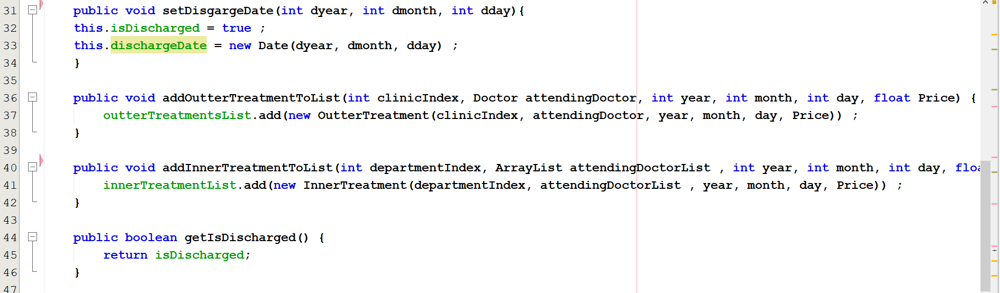 31 public void setDisgargeDate(int dyear, int dmonth, int dday){
32 this.isDischarged = true ;
33 this.dischargeDate = new Date(dyear, dmonth, dday) ;
34 }
35
36 public void addOutterTreatmentToList(int clinicIndex, Doctor attendingDoctor, int year, int month, int day, float Price) {
37 outterTreatmentsList.add(new OutterTreatment(clinicIndex, attendingDoctor, year, month, day, Price)) ;
38 }
39
40 public void addInnerTreatmentToList(int departmentIndex, ArrayList attendingDoctorList , int year, int month, int day, floa
41 innerTreatmentList.add(new InnerTreatment(departmentIndex, attendingDoctorList , year, month, day, Price)) ;
42 }
43
44 public boolean getIsDischarged() {
45 return isDischarged;
46 }
47